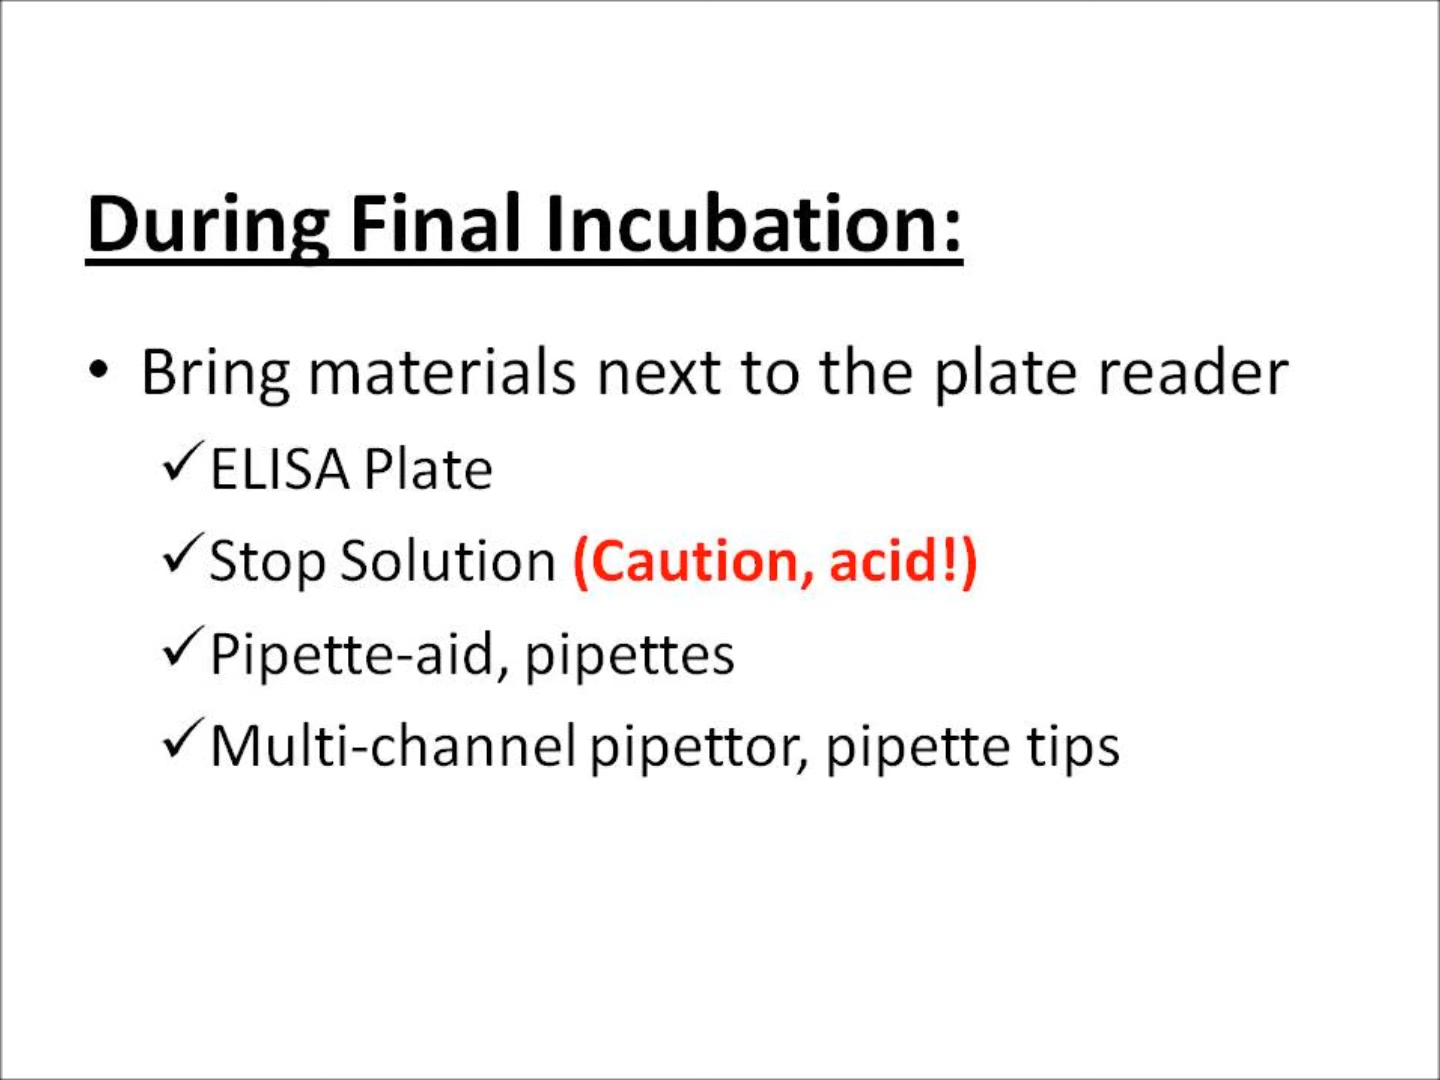 During Final Incubation:
• Bring materials next to the plate reader
✓ELISA Plate
✓Stop Solution (Caution, acid!)
✓Pipette-aid, pipettes
✓Multi-channel pipettor, pipette tips